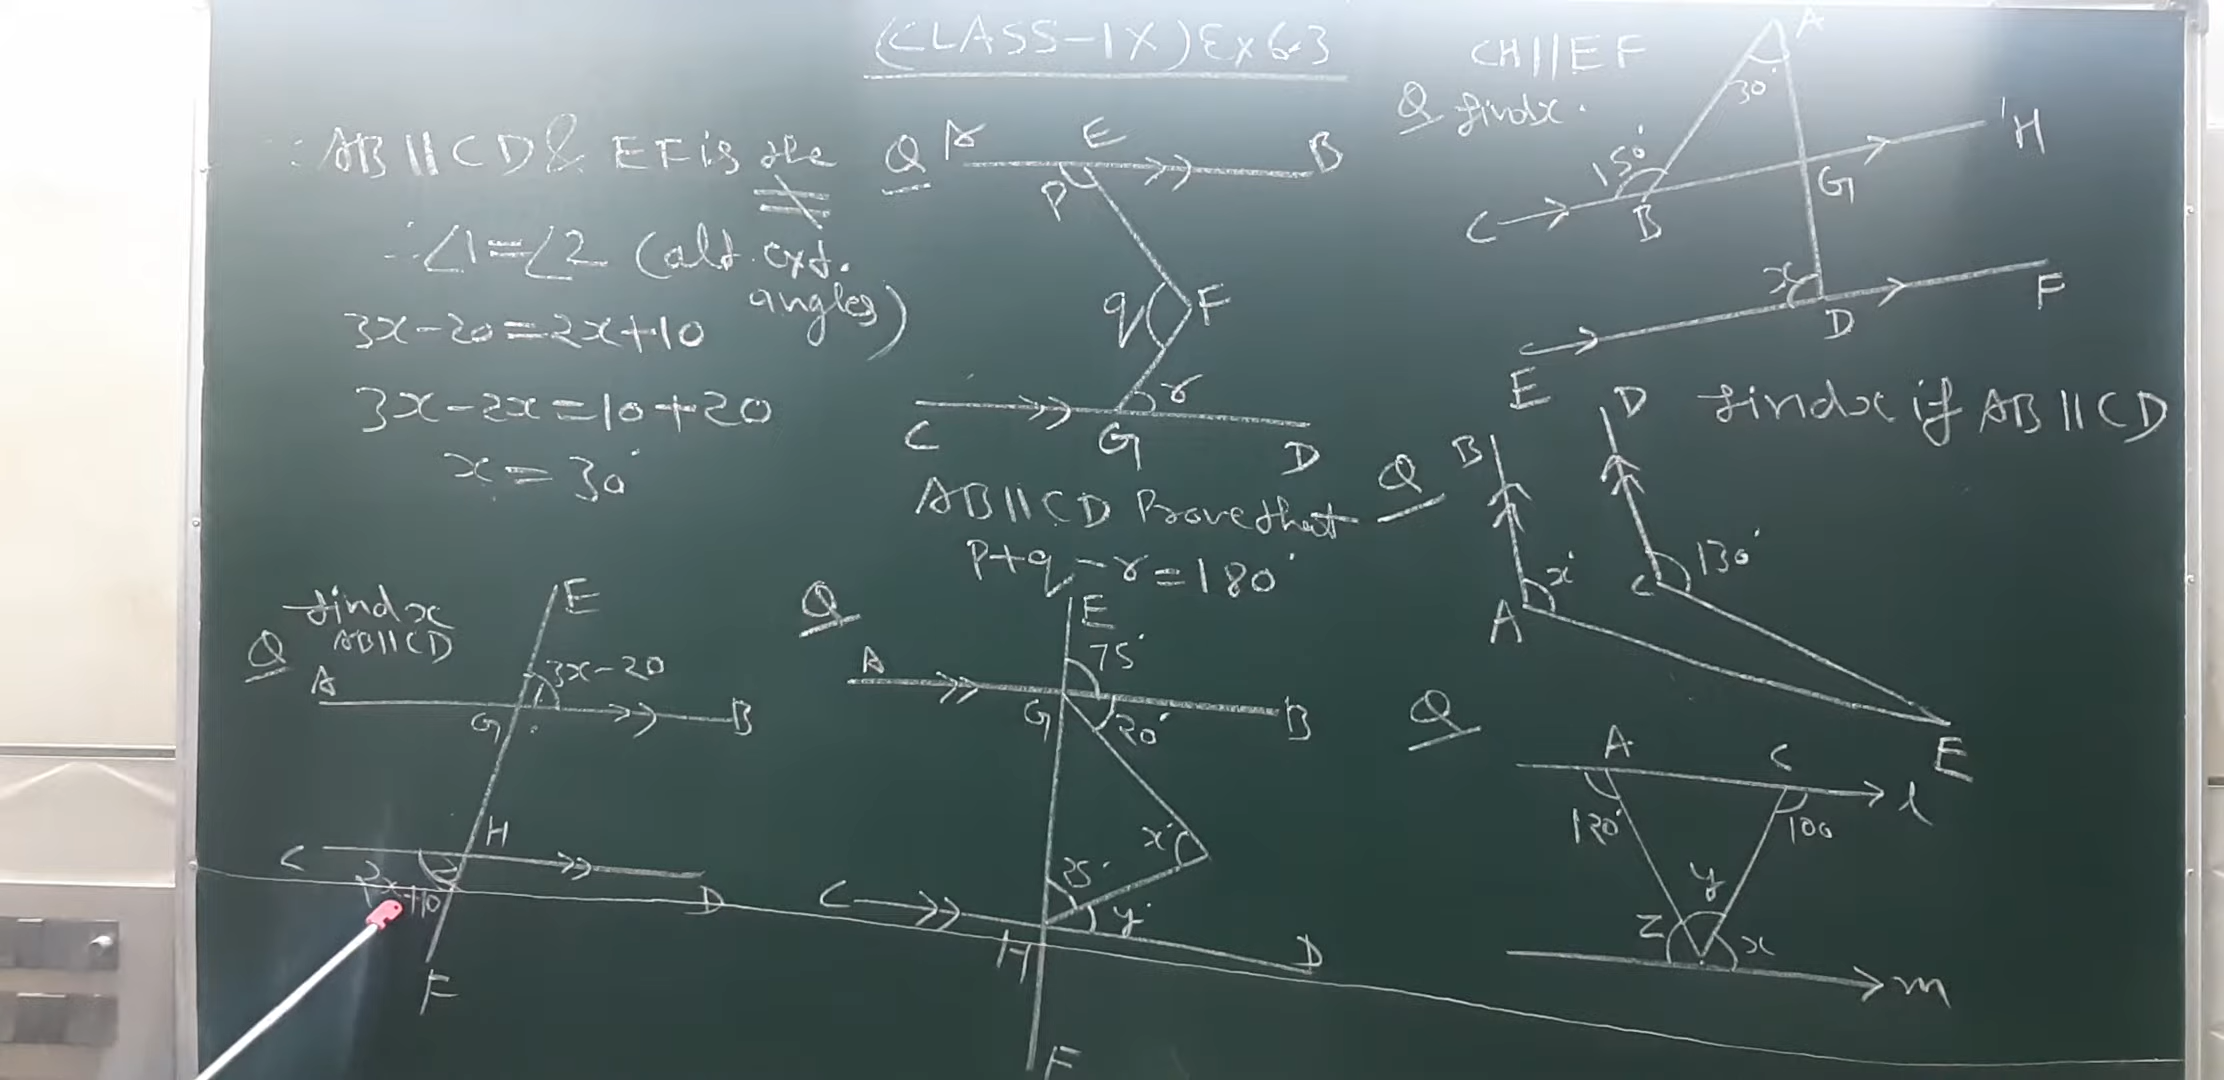 (CLASS-IX) Ex 6.3
∵ AB || CD & EF is the
∴ ∠1 = ∠2 (alt. ext.
angles)
3x-20=2x+10
3x-2x=10+20
x = 30°
Q find x
AB||CD
E
A
3x-20
1
G
B
H
C
2
2x+10
D
F
Q
A
E
B
P
q
F
r
C
G
D
AB || CD Prove that
P+q-r=180°
Q
E
75°
A
G
20°
B
x°
25°
C
y°
H
D
F
CH||EF
Q find x.
A
30°
H
150°
G
C
B
x
F
D
E
find x if AB || CD
Q
B
D
130°
x°
C
A
E
Q
A
C
l
120°
100
y
z
x
m